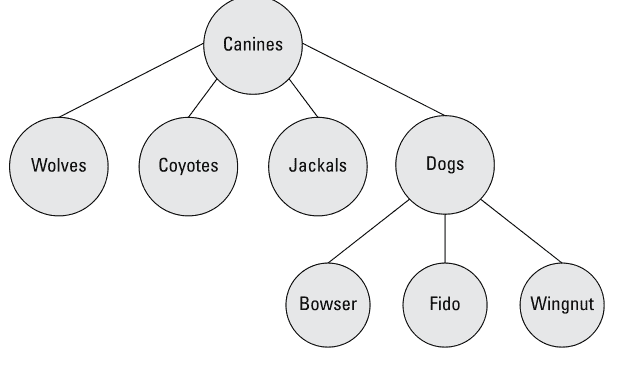 Canines
Wolves
Coyotes
Jackals
Dogs
Bowser
Fido
Wingnut